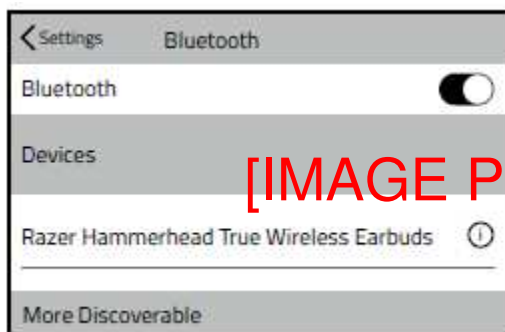 Settings Bluetooth
Bluetooth
Devices
[IMAGE P
Razer Hammerhead True Wireless Earbuds
More Discoverable